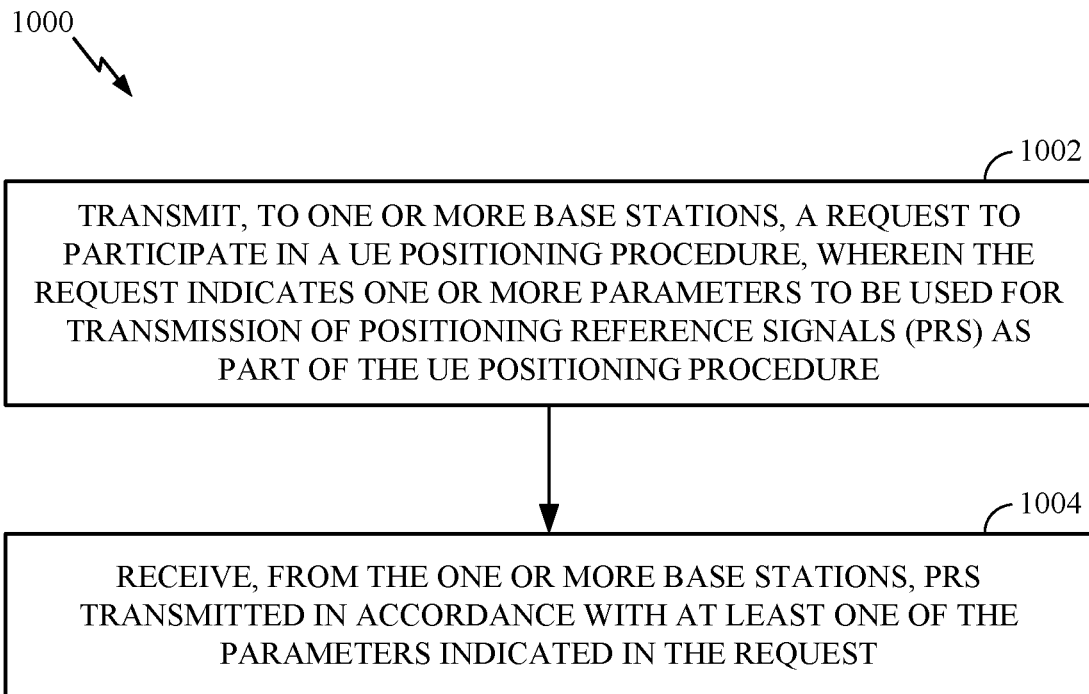 1000
1002
TRANSMIT, TO ONE OR MORE BASE STATIONS, A REQUEST TO
PARTICIPATE IN A UE POSITIONING PROCEDURE, WHEREIN THE
REQUEST INDICATES ONE OR MORE PARAMETERS TO BE USED FOR
TRANSMISSION OF POSITIONING REFERENCE SIGNALS (PRS) AS
PART OF THE UE POSITIONING PROCEDURE
1004
RECEIVE, FROM THE ONE OR MORE BASE STATIONS, PRS
TRANSMITTED IN ACCORDANCE WITH AT LEAST ONE OF THE
PARAMETERS INDICATED IN THE REQUEST